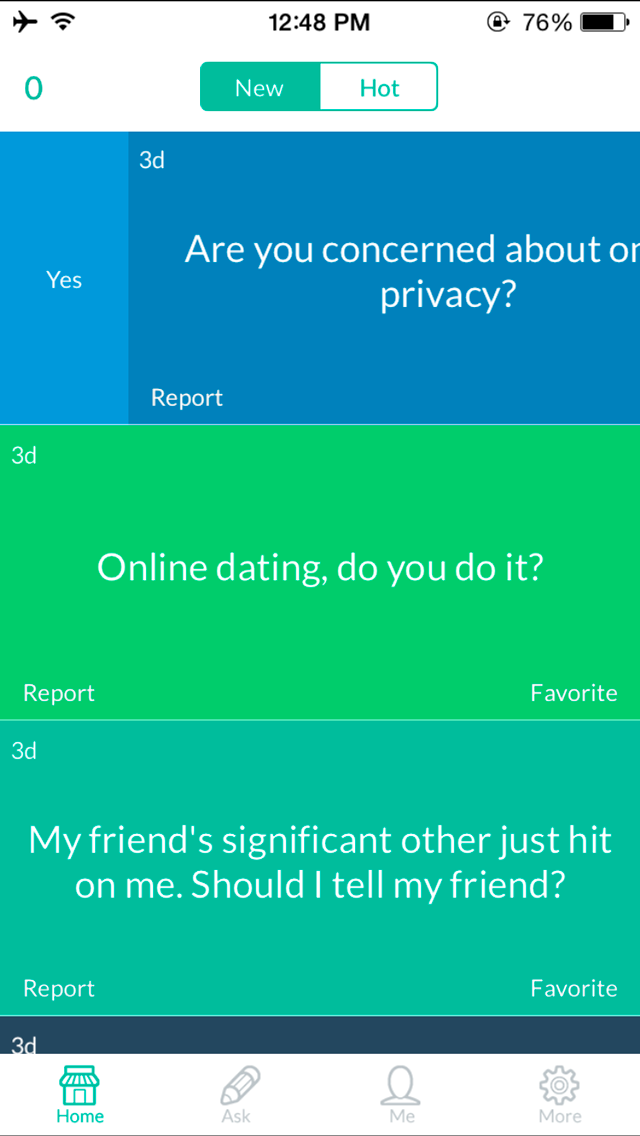 12:48 PM 76%
0 New Hot
3d
Yes
Are you concerned about
privacy?
Report
3d
Online dating, do you do it?
Report Favorite
3d
My friend's significant other just hit
on me. Should I tell my friend?
Report Favorite
3d
Home Ask Me More